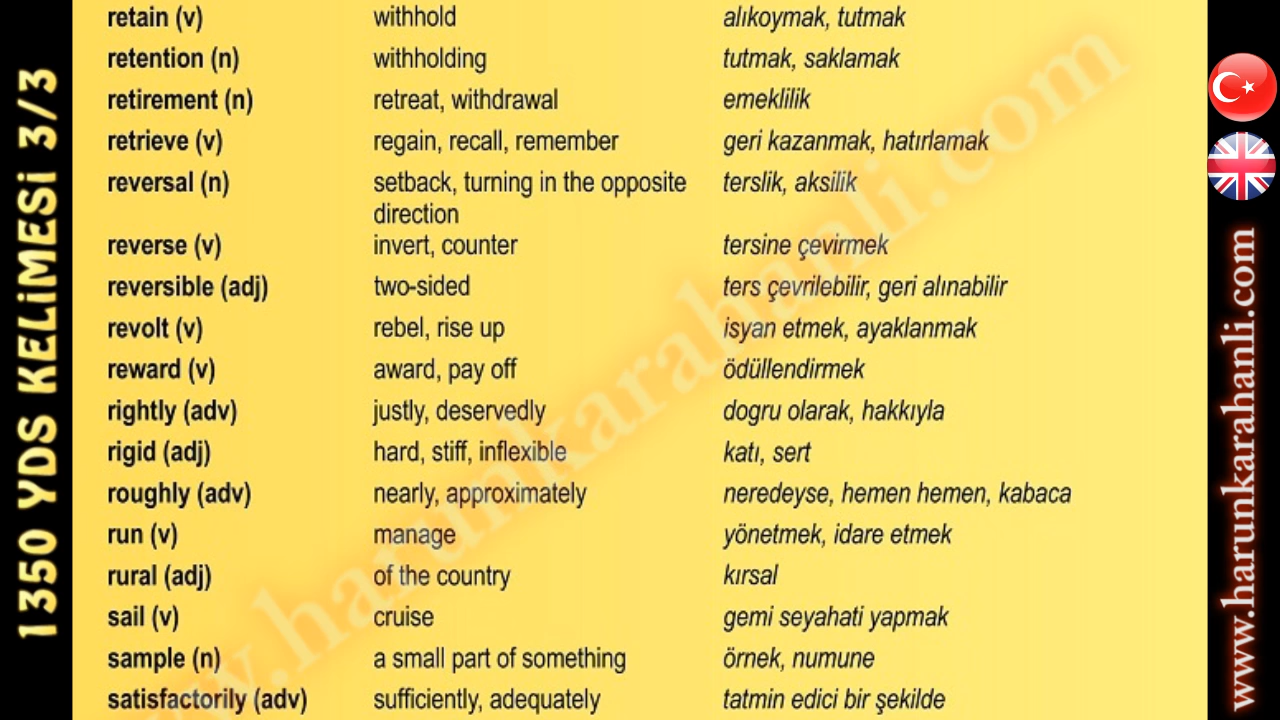 1350 YDS KELiMESi 3/3
retain (v) withhold alıkoymak, tutmak
retention (n) withholding tutmak, saklamak
retirement (n) retreat, withdrawal emeklilik
retrieve (v) regain, recall, remember geri kazanmak, hatırlamak
reversal (n) setback, turning in the opposite terslik, aksilik
direction
reverse (v) invert, counter tersine çevirmek
reversible (adj) two-sided ters çevrilebilir, geri alınabilir
revolt (v) rebel, rise up isyan etmek, ayaklanmak
reward (v) award, pay off ödüllendirmek
rightly (adv) justly, deservedly dogru olarak, hakkıyla
rigid (adj) hard, stiff, inflexible katı, sert
roughly (adv) nearly, approximately neredeyse, hemen hemen, kabaca
run (v) manage yönetmek, idare etmek
rural (adj) of the country kırsal
sail (v) cruise gemi seyahati yapmak
sample (n) a small part of something örnek, numune
satisfactorily (adv) sufficiently, adequately tatmin edici bir şekilde
www.harunkarahanli.com
w.harunkarahanli.com